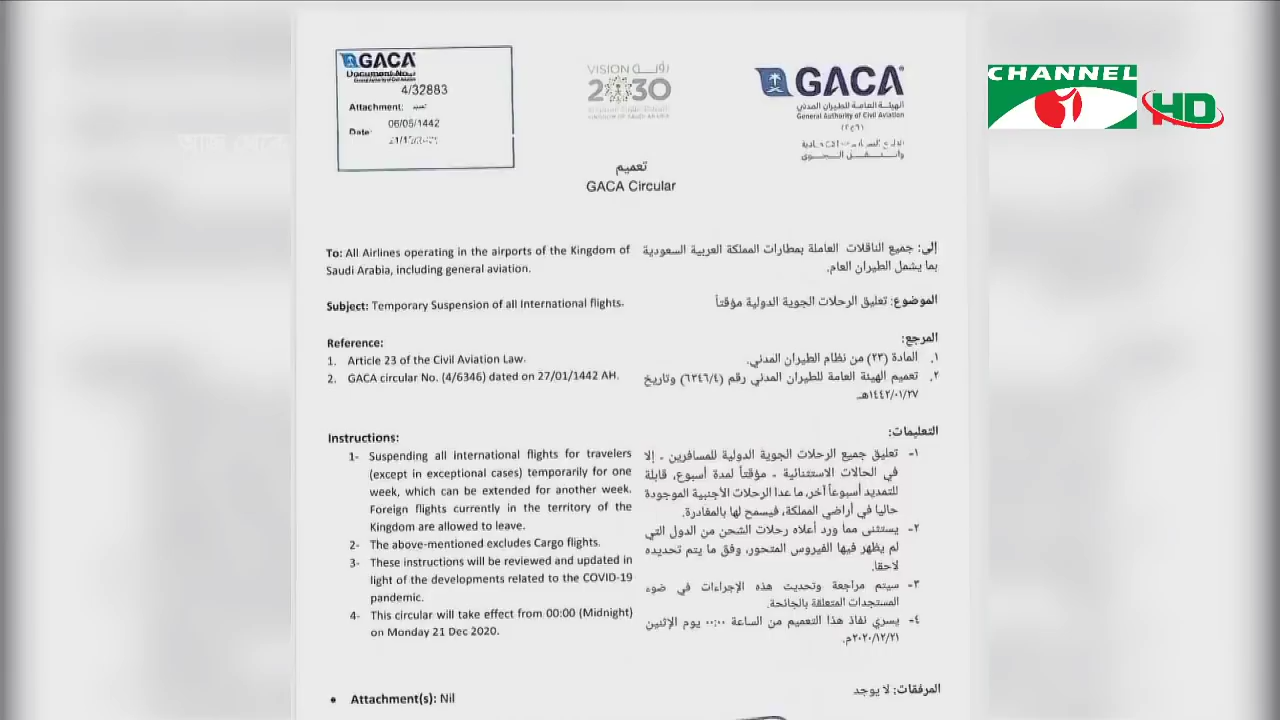 GACA
Document No.
General Authority of Civil Aviation
4/32883
Attachment:
Date:
06/05/1442
VISION رؤيـــة
2030
KINGDOM OF SAUDI ARABIA
GACA
الهيئة العامة للطيران المدني
General Authority of Civil Aviation
CHANNEL
HD
تعميم
GACA Circular
To: All Airlines operating in the airports of the Kingdom of
Saudi Arabia, including general aviation.
Subject: Temporary Suspension of all International flights.
Reference:
1. Article 23 of the Civil Aviation Law.
2. GACA circular No. (4/6346) dated on 27/01/1442 AH.
Instructions:
1- Suspending all international flights for travelers
(except in exceptional cases) temporarily for one
week, which can be extended for another week.
Foreign flights currently in the territory of the
Kingdom are allowed to leave.
2- The above-mentioned excludes Cargo flights.
3- These instructions will be reviewed and updated in
light of the developments related to the COVID-19
pandemic.
4- This circular will take effect from 00:00 (Midnight)
on Monday 21 Dec 2020.
• Attachment(s): Nil
إلى: جميع الناقلات العاملة بمطارات المملكة العربية السعودية
بما يشمل الطيران العام.
الموضوع: تعليق الرحلات الجوية الدولية مؤقتاً
المرجع:
١. المادة (٢٣) من نظام الطيران المدني.
٢. تعميم الهيئة العامة للطيران المدني رقم (٦٣٤٦/٤) وتاريخ
١٤٤٢/٠١/٢٧هـ.
التعليمات:
١- تعليق جميع الرحلات الجوية الدولية للمسافرين - إلا
في الحالات الاستثنائية - مؤقتاً لمدة أسبوع، قابلة
للتمديد أسبوعاً آخر، ما عدا الرحلات الأجنبية الموجودة
حاليا في أراضي المملكة، فيسمح لها بالمغادرة.
٢- يستثنى مما ورد أعلاه رحلات الشحن من الدول التي
لم يظهر فيها الفيروس المتحور، وفق ما يتم تحديده
لاحقا.
٣- سيتم مراجعة وتحديث هذه الإجراءات في ضوء
المستجدات المتعلقة بالجائحة.
٤- يسري نفاذ هذا التعميم من الساعة ٠٠:٠٠ يوم الإثنين
٢٠٢٠/١٢/٢١م.
المرفقات: لا يوجد